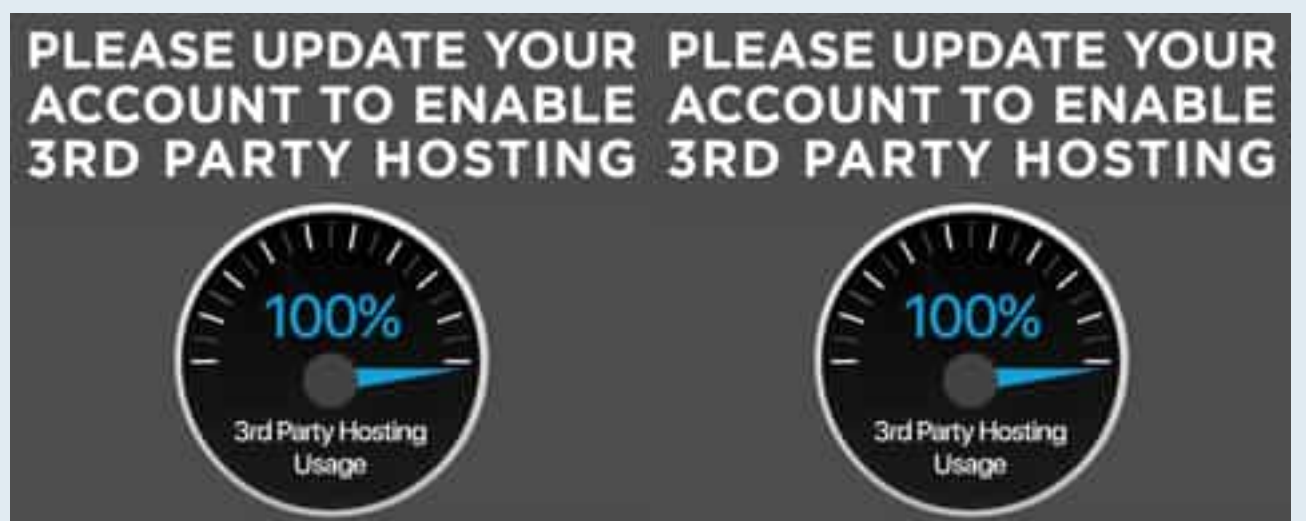 PLEASE UPDATE YOUR
ACCOUNT TO ENABLE
3RD PARTY HOSTING
100%
3rd Party Hosting
Usage
PLEASE UPDATE YOUR
ACCOUNT TO ENABLE
3RD PARTY HOSTING
100%
3rd Party Hosting
Usage